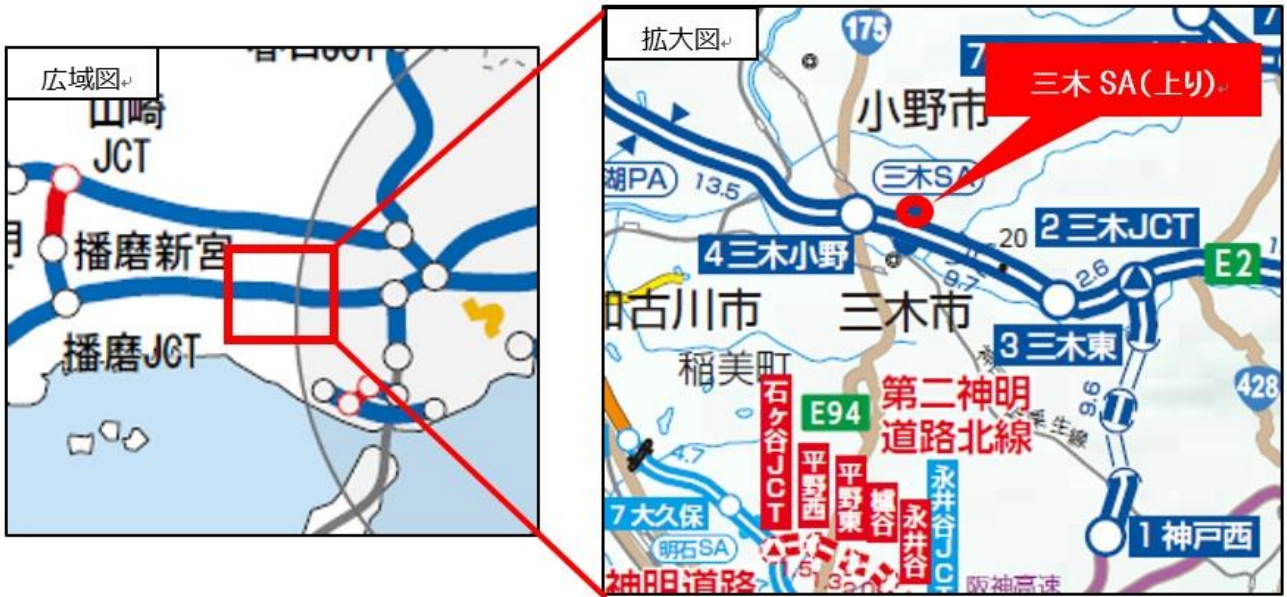 広域図
山崎
JCT
播磨新宮
播磨JCT
拡大図
175
7
三木 SA(上り)
小野市
湖PA
13.5
三木SA
4 三木小野
20
9.7
2 三木JCT
2.6
E2
古川市
三木市
3 三木東
稲美町
石ヶ谷JCT
平野西
平野東
櫨谷
永井谷
永井谷JCT
E94
第二神明
道路北線
428
9.6
4.7
7 大久保
明石SA
神明道路
1 神戸西
阪神高速